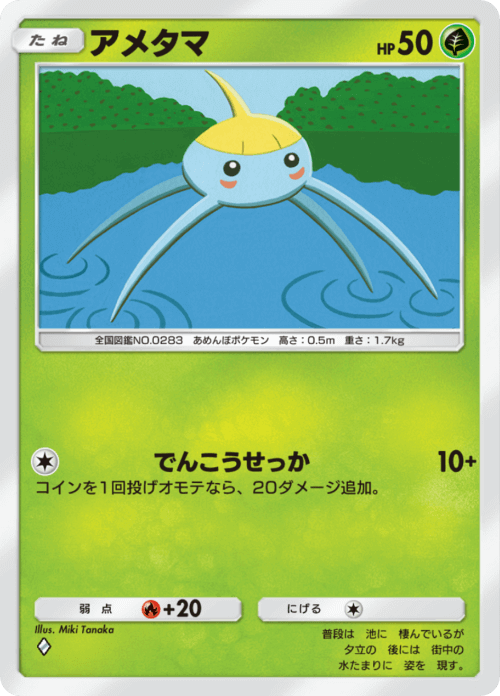 たね アメタマ HP50
全国図鑑NO.0283 あめんぼポケモン 高さ:0.5m 重さ:1.7kg
でんこうせっか 10+
コインを1回投げオモテなら、20ダメージ追加。
弱点 +20 にげる
Illus. Miki Tanaka
普段は 池に 棲んでいるが
夕立の 後には 街中の
水たまりに 姿を 現す。